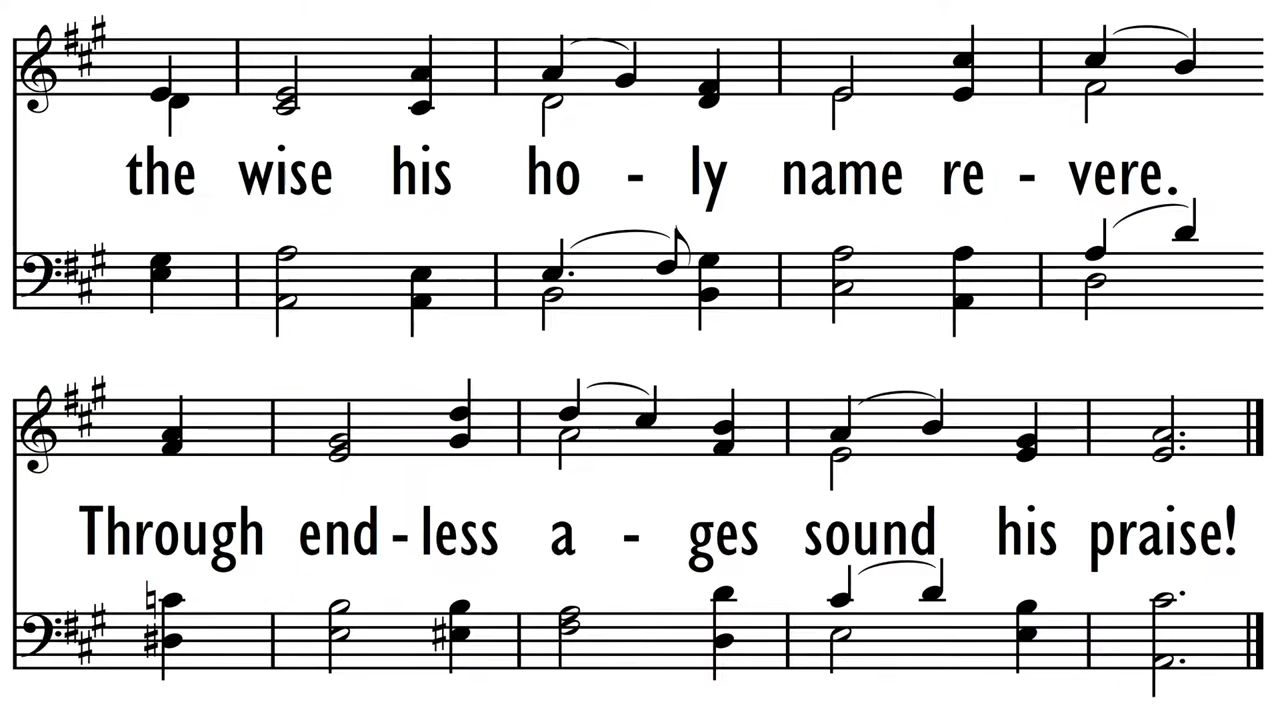 the wise his ho - ly name re - vere.
Through end - less a - ges sound his praise!